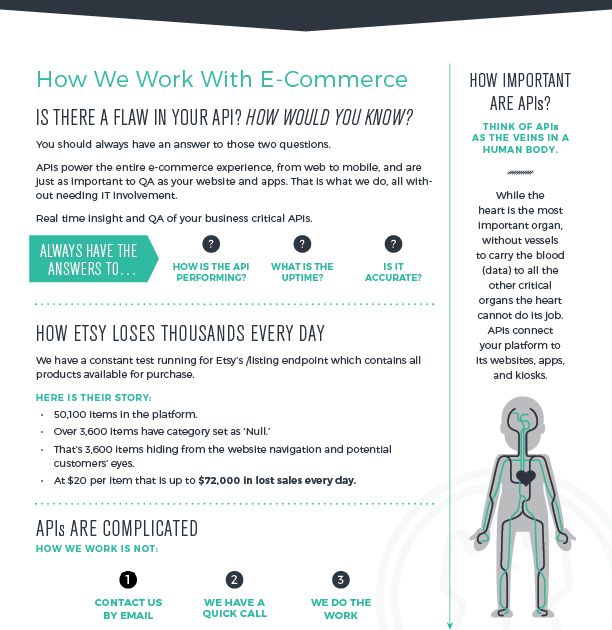 How We Work With E-Commerce
IS THERE A FLAW IN YOUR API? HOW WOULD YOU KNOW?
You should always have an answer to those two questions.
APIs power the entire e-commerce experience, from web to mobile, and are
just as important to QA as your website and apps. That is what we do, all with-
out needing IT involvement.
Real time insight and QA of your business critical APIs.
ALWAYS HAVE THE
ANSWERS TO...
?
HOW IS THE API
PERFORMING?
?
WHAT IS THE
UPTIME?
?
IS IT
ACCURATE?
HOW ETSY LOSES THOUSANDS EVERY DAY
We have a constant test running for Etsy's /listing endpoint which contains all
products available for purchase.
HERE IS THEIR STORY:
• 50,100 items in the platform.
• Over 3,600 items have category set as 'Null.'
• That's 3,600 items hiding from the website navigation and potential
customers' eyes.
• At $20 per item that is up to $72,000 in lost sales every day.
APIs ARE COMPLICATED
HOW WE WORK IS NOT:
1
CONTACT US
BY EMAIL
2
WE HAVE A
QUICK CALL
3
WE DO THE
WORK
HOW IMPORTANT
ARE APIs?
THINK OF APIs
AS THE VEINS IN A
HUMAN BODY.
While the
heart is the most
important organ,
without vessels
to carry the blood
(data) to all the
other critical
organs the heart
cannot do its job.
APIs connect
your platform to
its websites, apps,
and kiosks.